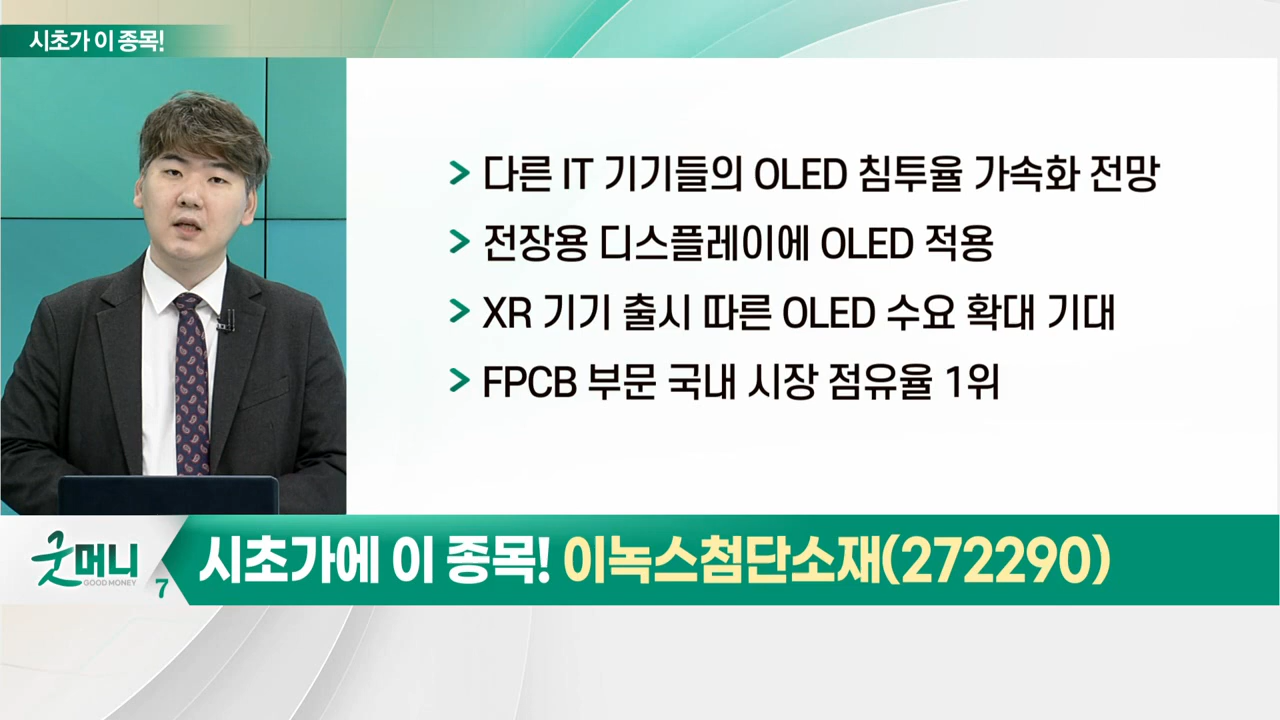 시초가 이 종목!
> 다른 IT 기기들의 OLED 침투율 가속화 전망
> 전장용 디스플레이에 OLED 적용
> XR 기기 출시 따른 OLED 수요 확대 기대
> FPCB 부문 국내 시장 점유율 1위
굿머니
GOOD MONEY
7
시초가에 이 종목! 이녹스첨단소재(272290)